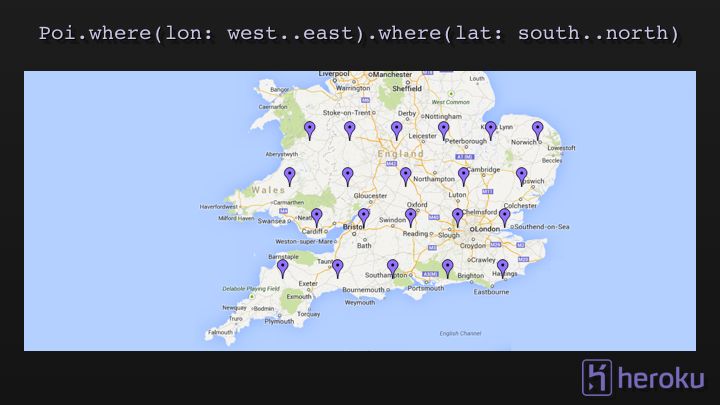 Poi.where(lon: west..east).where(lat: south..north)
Liverpool
Manchester
Warrington
Sheffield
Bangor
Caernarfon
West Common
Stoke-on-Trent
Derby
Nottingham
Lynn
Leicester
Peterborough
Norwich
Lowestoft
England
Aberystwyth
Beccles
Cambridge
Northampton
Ipswich
Wales
Gloucester
Luton
Colchester
Carmarthen
Haverfordwest
Milford Haven
Swansea
Oxford
Chelmsford
Swindon
Cardiff
Bristol
Reading
Slough
London
Southend-on-Sea
Weston-super-Mare
Bath
Croydon
Barnstaple
Crawley
Southampton
Brighton
Hastings
Delabole Playing Field
Exeter
Bournemouth
Portsmouth
Eastbourne
Exmouth
Weymouth
Newquay
Bodmin
Torquay
Truro
Plymouth
Falmouth
English Channel
heroku